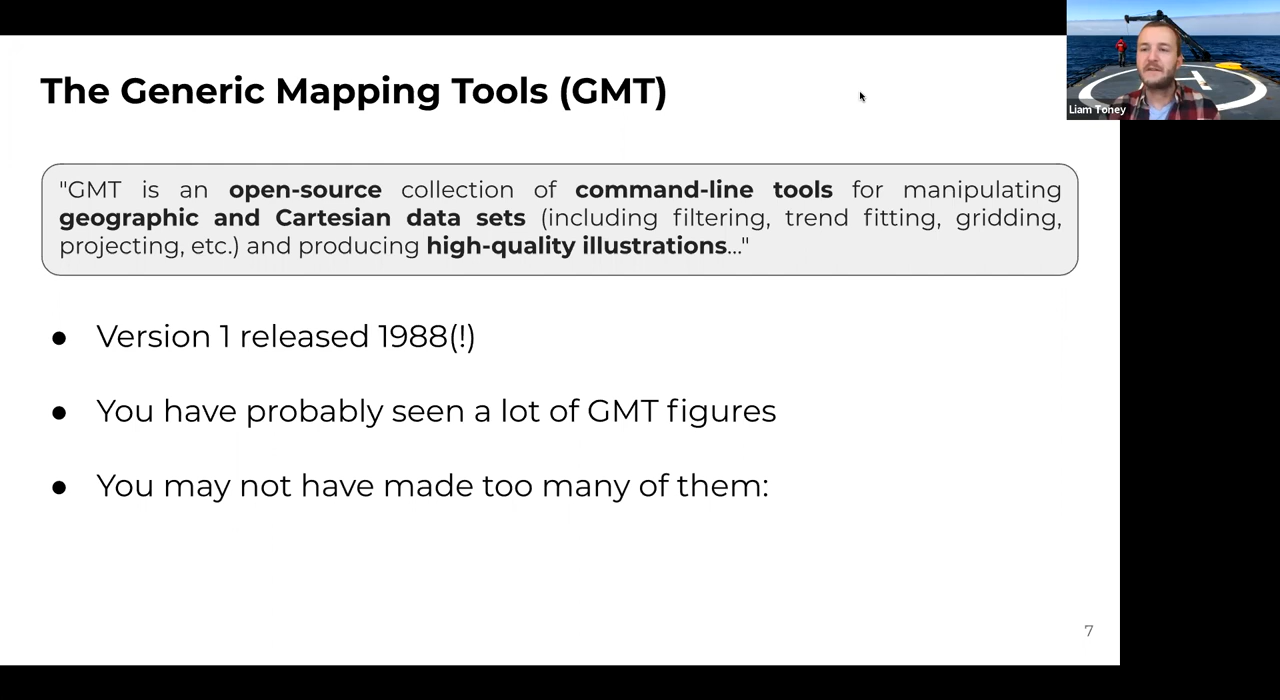 The Generic Mapping Tools (GMT)
Liam Toney
"GMT is an open-source collection of command-line tools for manipulating
geographic and Cartesian data sets (including filtering, trend fitting, gridding,
projecting, etc.) and producing high-quality illustrations..."
● Version 1 released 1988(!)
● You have probably seen a lot of GMT figures
● You may not have made too many of them:
7